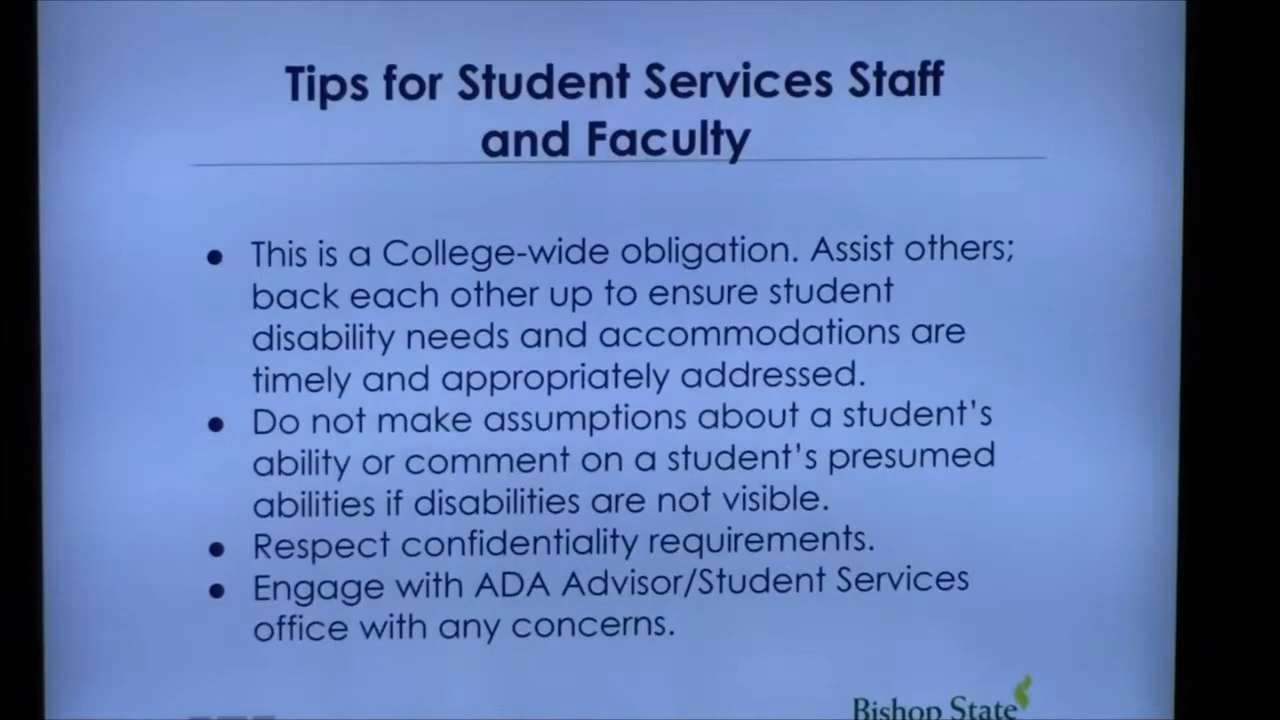 Tips for Student Services Staff
and Faculty
● This is a College-wide obligation. Assist others;
back each other up to ensure student
disability needs and accommodations are
timely and appropriately addressed.
● Do not make assumptions about a student's
ability or comment on a student's presumed
abilities if disabilities are not visible.
● Respect confidentiality requirements.
● Engage with ADA Advisor/Student Services
office with any concerns.
Bishop State